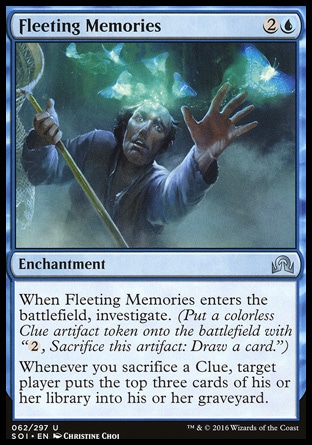 Fleeting Memories 2
Enchantment
When Fleeting Memories enters the
battlefield, investigate. (Put a colorless
Clue artifact token onto the battlefield with
“2, Sacrifice this artifact: Draw a card.”)
Whenever you sacrifice a Clue, target
player puts the top three cards of his or
her library into his or her graveyard.
062/297 U
SOI • EN CHRISTINE CHOI
™ & © 2016 Wizards of the Coast